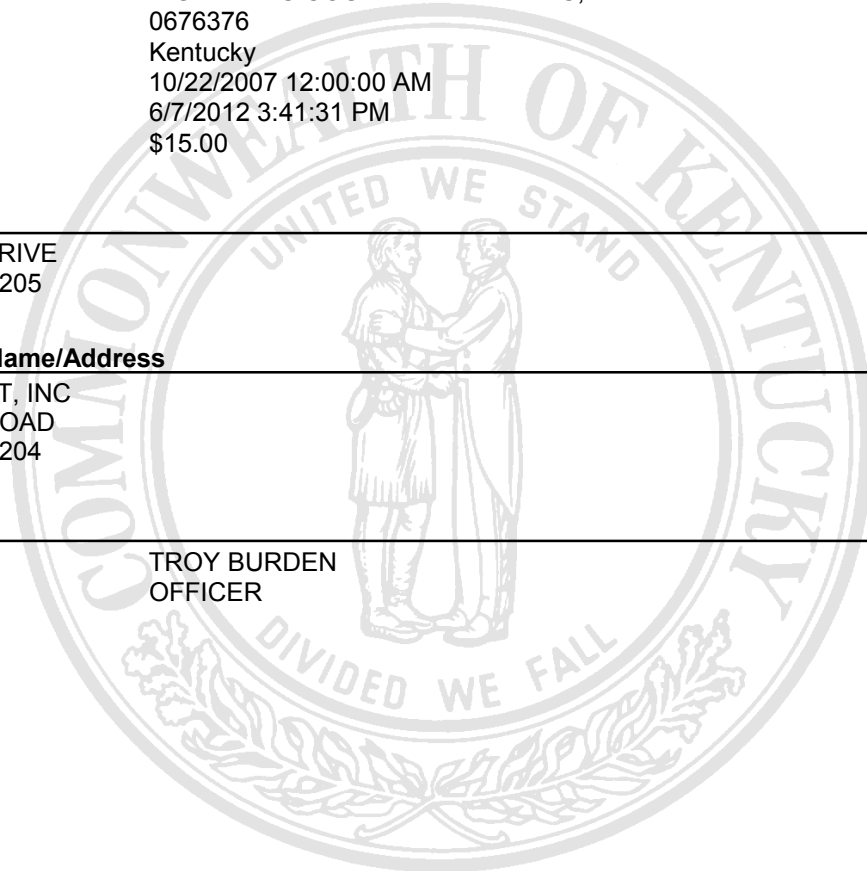 0676376
Kentucky
10/22/2007 12:00:00 AM
6/7/2012 3:41:31 PM
$15.00
COMMONWEALTH OF KENTUCKY
UNITED WE STAND
RIVE
205
Name/Address
T, INC
OAD
204
TROY BURDEN
OFFICER
DIVIDED WE FALL